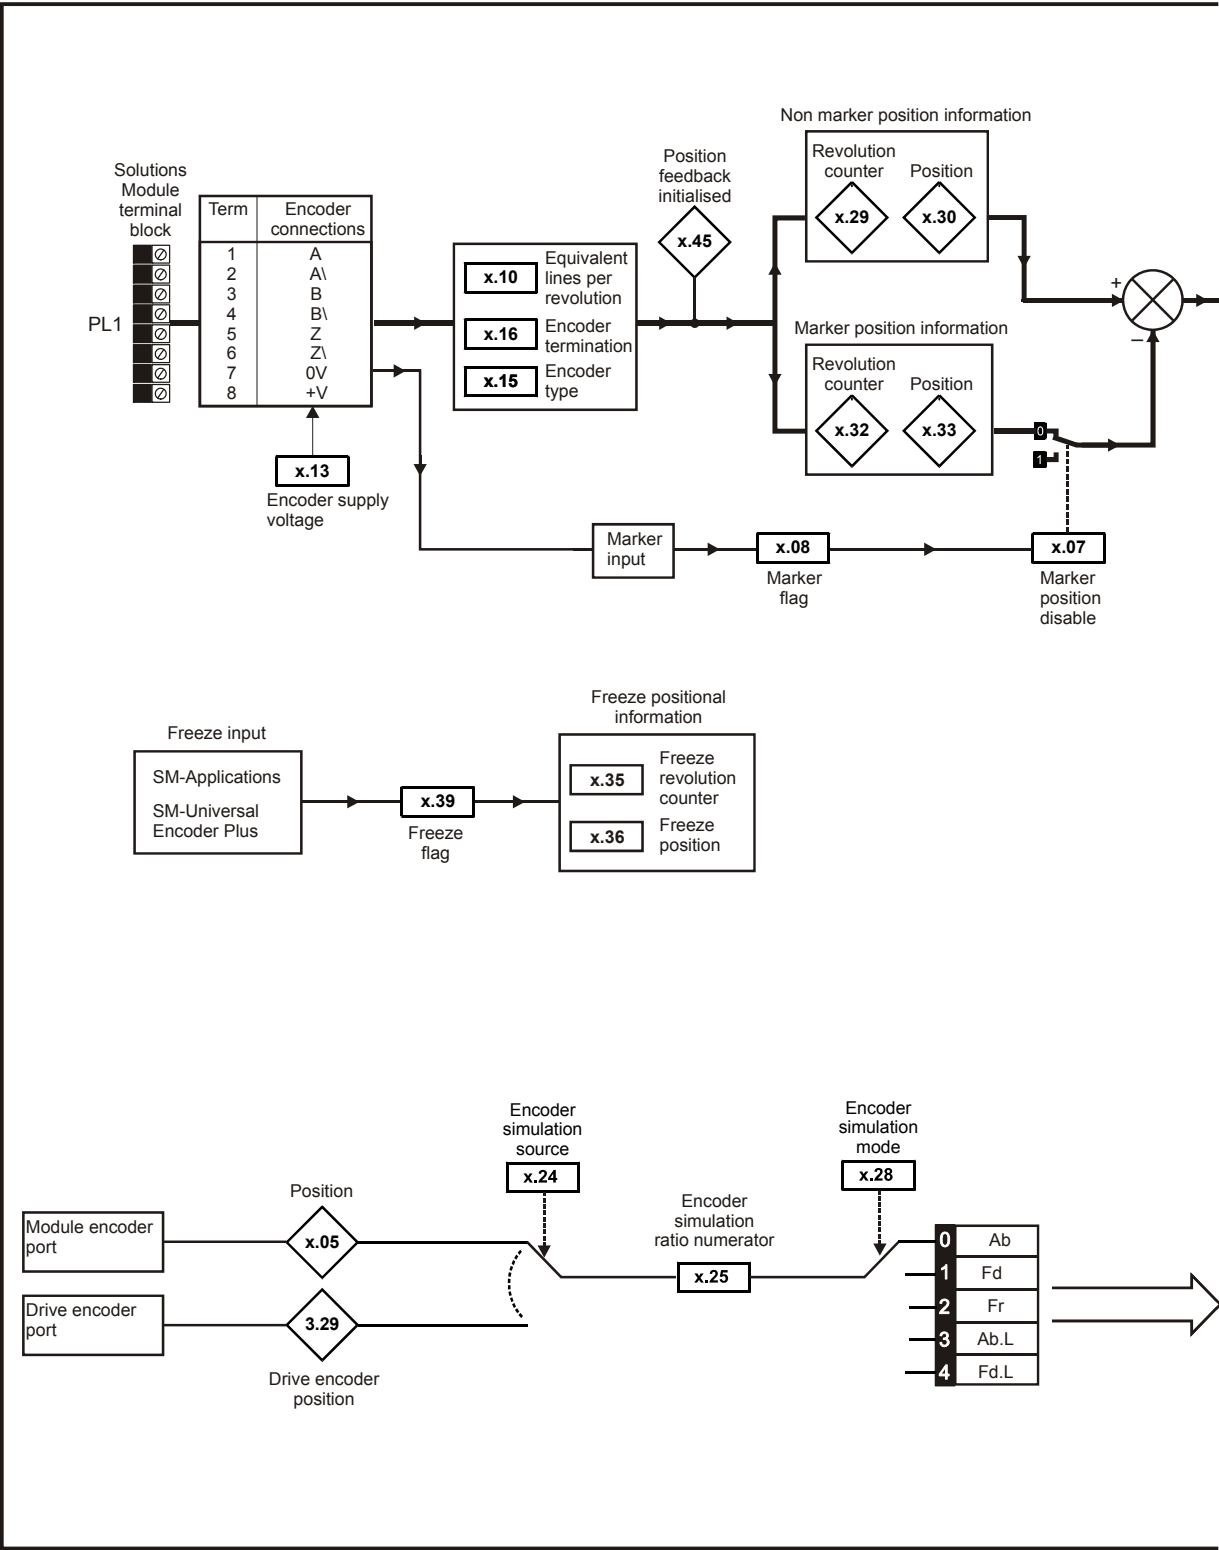 Non marker position information
Revolution
counter
Position
x.29
x.30
Position
feedback
initialised
x.45
Solutions
Module
terminal
block
PL1
Term
Encoder
connections
1 A
2 A\
3 B
4 B\
5 Z
6 Z\
7 0V
8 +V
x.10
Equivalent
lines per
revolution
x.16
Encoder
termination
x.15
Encoder
type
+
−
Marker position information
Revolution
counter
Position
x.32
x.33
0
1
x.13
Encoder supply
voltage
Marker
input
x.08
Marker
flag
x.07
Marker
position
disable
Freeze input
SM-Applications
SM-Universal
Encoder Plus
x.39
Freeze
flag
Freeze positional
information
x.35
Freeze
revolution
counter
x.36
Freeze
position
Encoder
simulation
source
x.24
Encoder
simulation
mode
x.28
Position
Module encoder
port
x.05
Encoder
simulation
ratio numerator
x.25
Drive encoder
port
3.29
Drive encoder
position
0 Ab
1 Fd
2 Fr
3 Ab.L
4 Fd.L